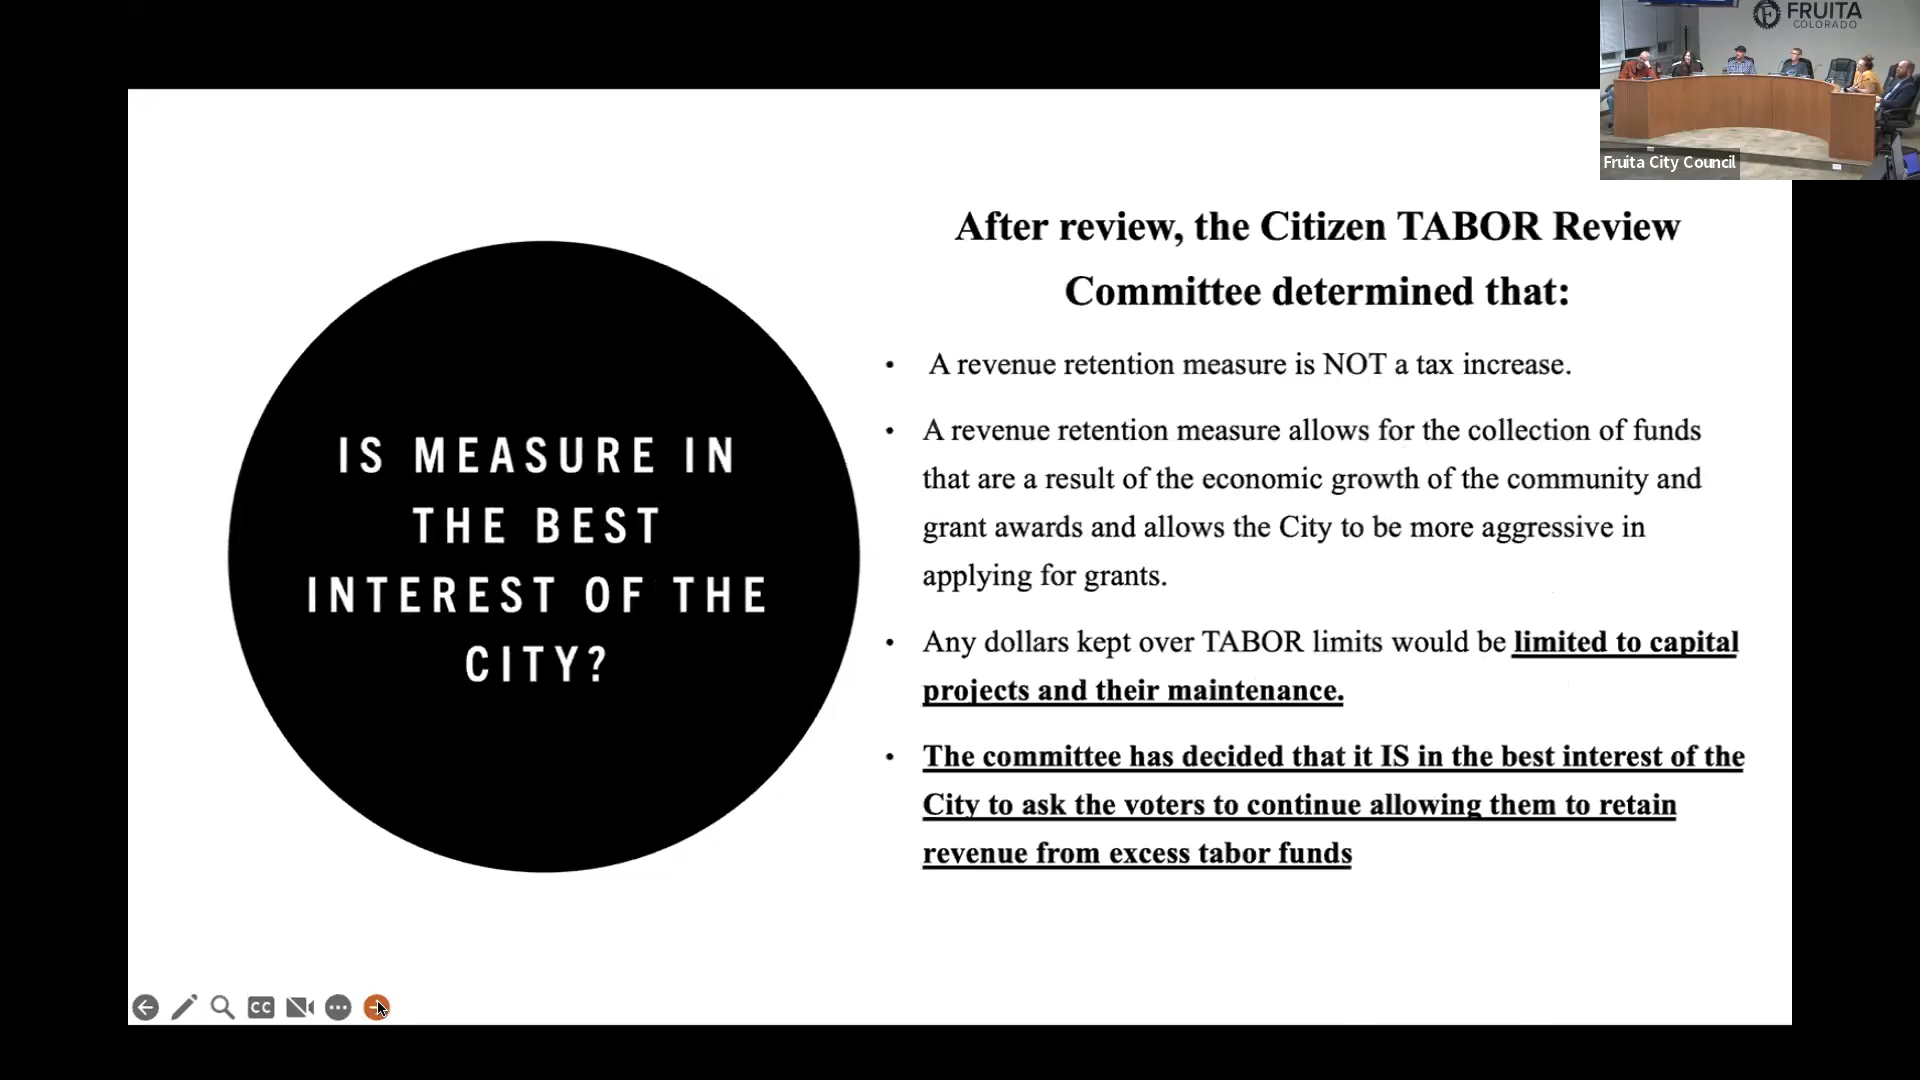 FRUITA
COLORADO
Fruita City Council
IS MEASURE IN
THE BEST
INTEREST OF THE
CITY?
After review, the Citizen TABOR Review
Committee determined that:
• A revenue retention measure is NOT a tax increase.
• A revenue retention measure allows for the collection of funds
that are a result of the economic growth of the community and
grant awards and allows the City to be more aggressive in
applying for grants.
• Any dollars kept over TABOR limits would be limited to capital
projects and their maintenance.
• The committee has decided that it IS in the best interest of the
City to ask the voters to continue allowing them to retain
revenue from excess tabor funds
CC